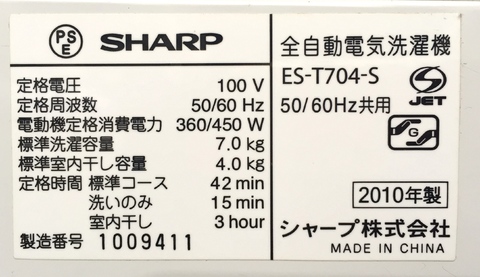 PSE SHARP
定格電圧 100 V
定格周波数 50/60 Hz
電動機定格消費電力 360/450 W
標準洗濯容量 7.0 kg
標準室内干し容量 4.0 kg
定格時間 標準コース 42 min
洗いのみ 15 min
室内干し 3 hour
製造番号 1009411
全自動電気洗濯機
ES-T704-S
50/60Hz共用
S JET
G
2010年製
シャープ株式会社
MADE IN CHINA